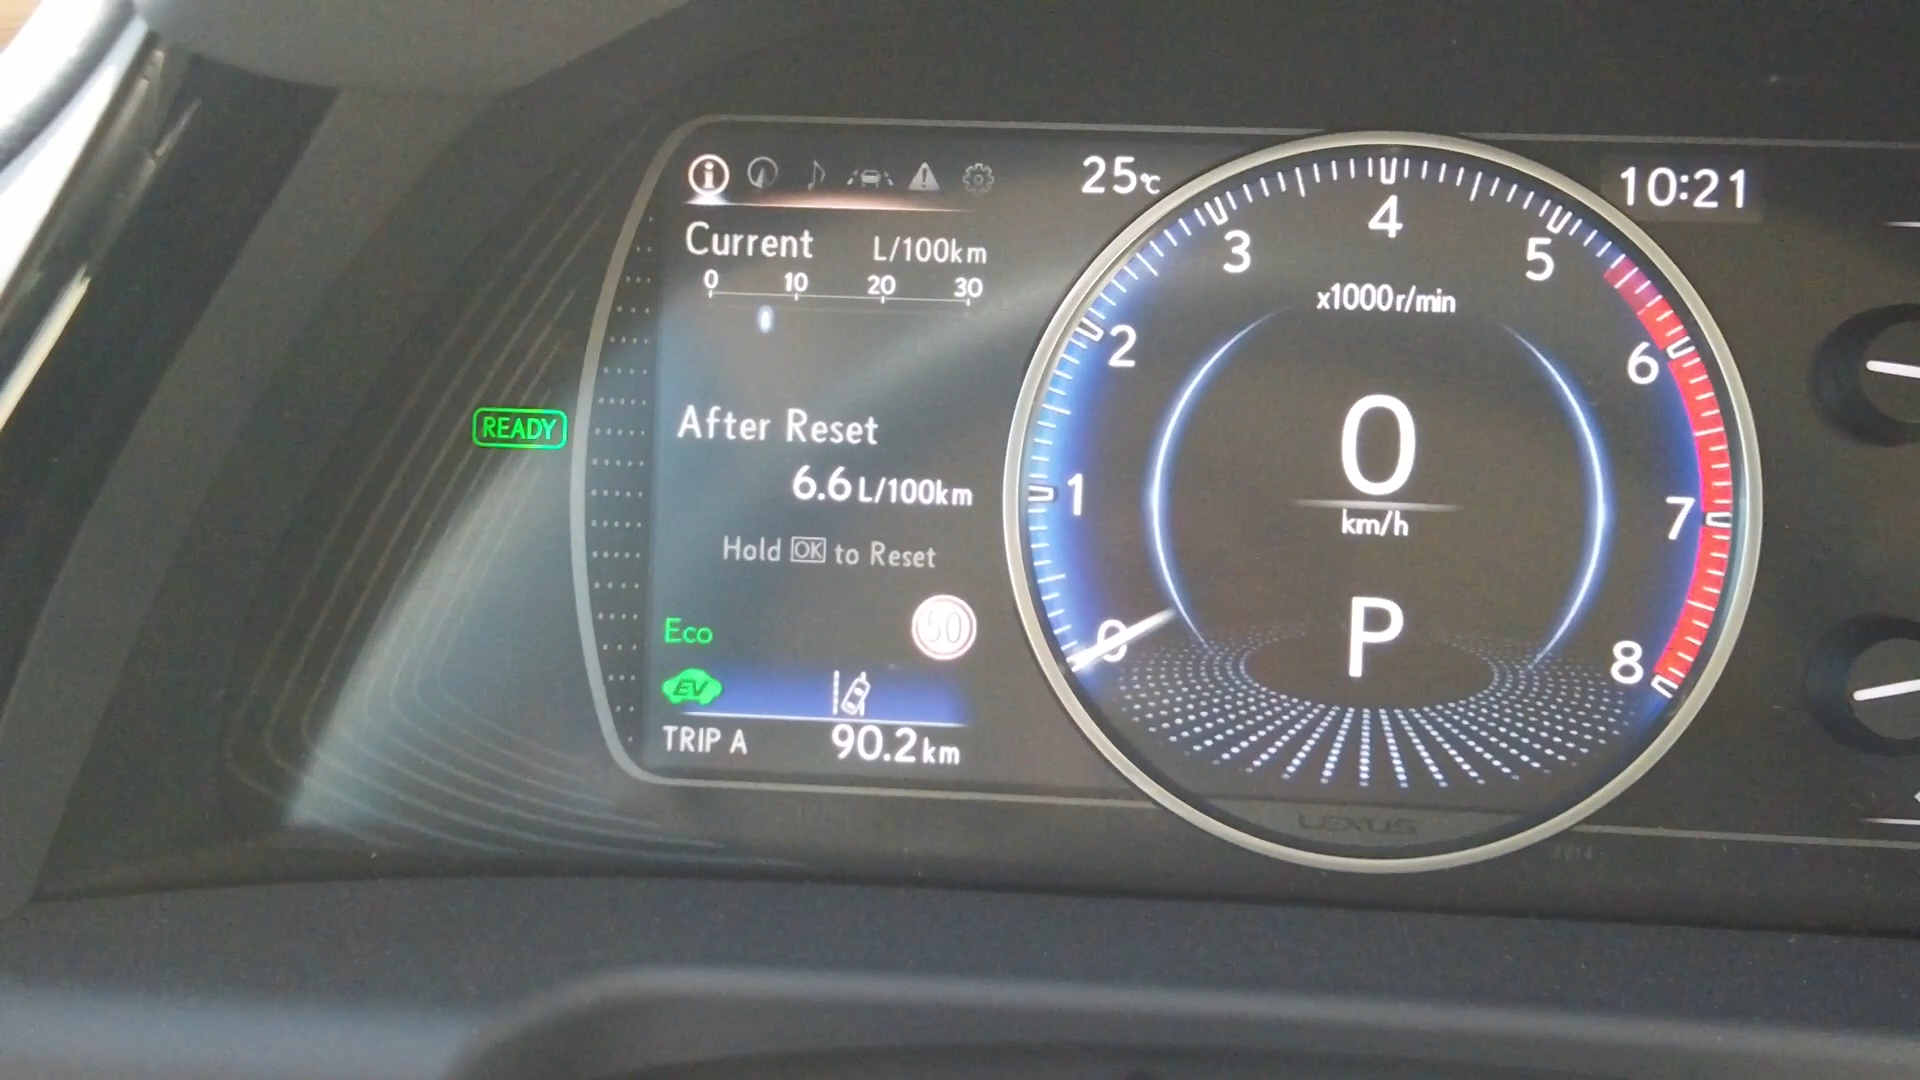 25°C
10:21
Current L/100km
0 10 20 30
After Reset
6.6 L/100km
Hold OK to Reset
READY
Eco
50
EV
TRIP A 90.2 km
0 1 2 3 4 5 6 7 8
x1000r/min
0
km/h
P
LEXUS